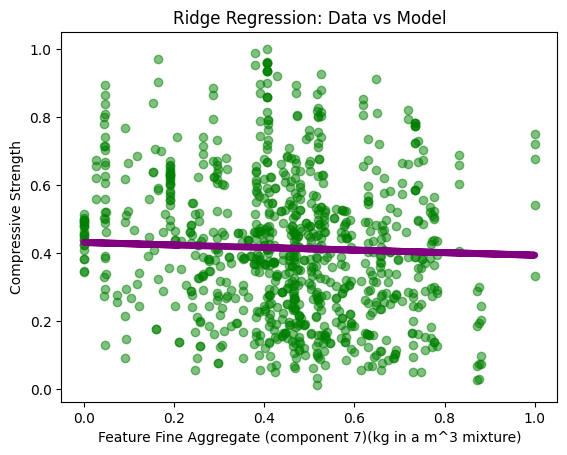 Ridge Regression: Data vs Model
Compressive Strength
1.0
0.8
0.6
0.4
0.2
0.0
0.0 0.2 0.4 0.6 0.8 1.0
Feature Fine Aggregate (component 7)(kg in a m^3 mixture)